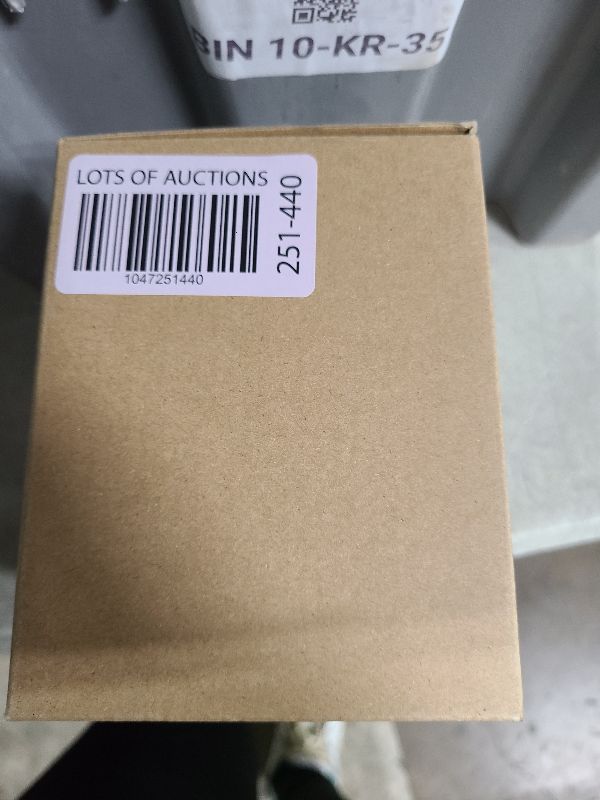 BIN 10-KR-35
LOTS OF AUCTIONS
1047251440
251-440